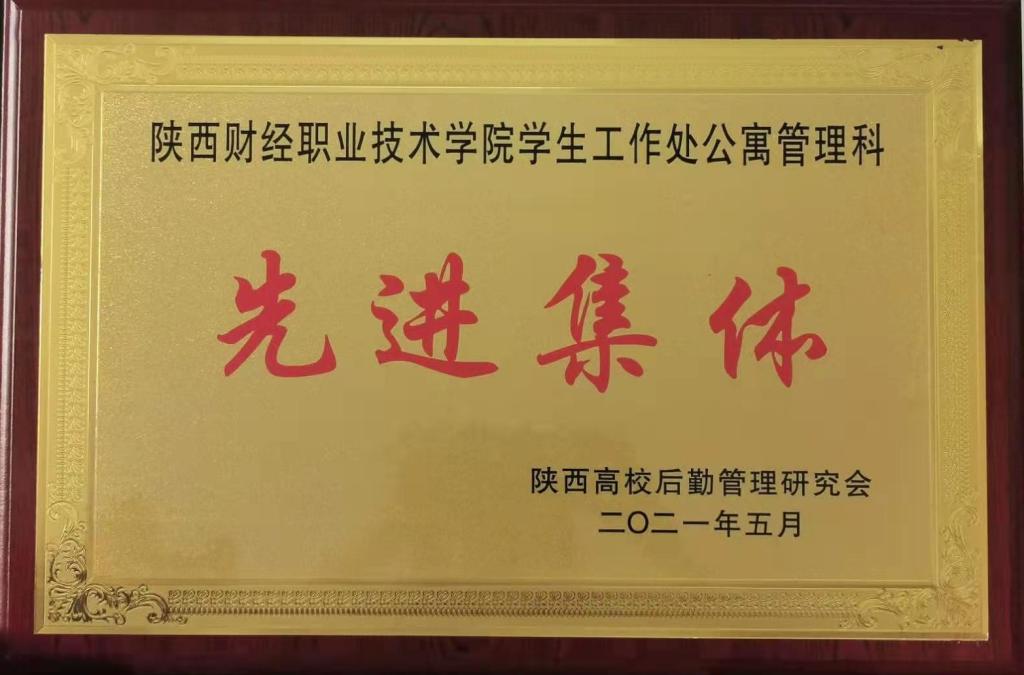 陕西财经职业技术学院学生工作处公寓管理科
先进集体
陕西高校后勤管理研究会
二〇二一年五月